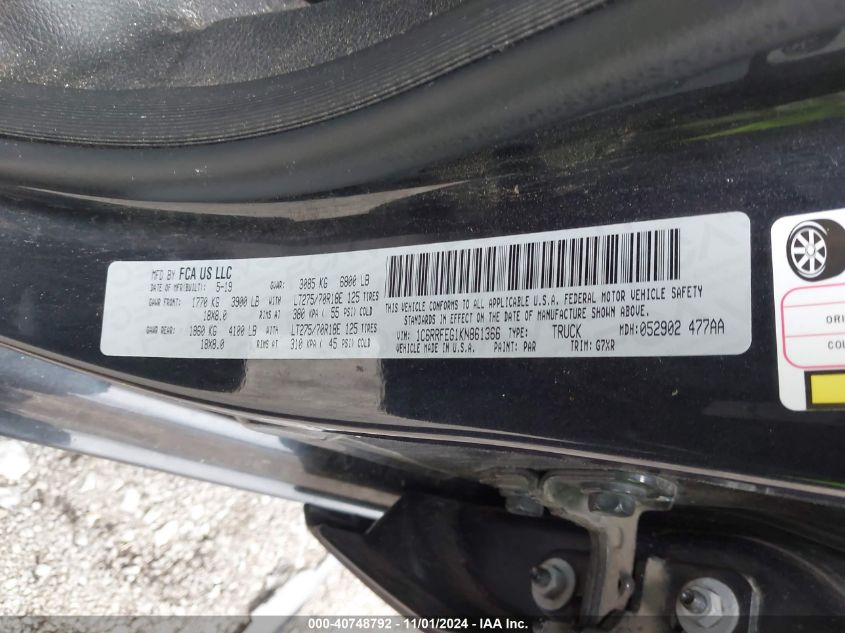 MFD BY FCA US LLC
DATE OF MFR(BUILT): 5-19 GVWR: 3085 KG 6800 LB
GAWR FRONT: 1770 KG 3900 LB WITH LT275/70R18E 125 TIRES
18X8.0 RIMS AT 380 KPA ( 55 PSI) COLD
GAWR REAR: 1860 KG 4100 LB WITH LT275/70R18E 125 TIRES
18X8.0 RIMS AT 310 KPA ( 45 PSI) COLD
THIS VEHICLE CONFORMS TO ALL APPLICABLE U.S.A. FEDERAL MOTOR VEHICLE SAFETY
STANDARDS IN EFFECT ON THE DATE OF MANUFACTURE SHOWN ABOVE.
VIN: 1C6RRFEG1KN861366 TYPE: TRUCK MDH: 052902 477AA
VEHICLE MADE IN U.S.A. PAINT: PAR TRIM: G7XR
ORI
COL
000-40748792 - 11/01/2024 - IAA Inc.